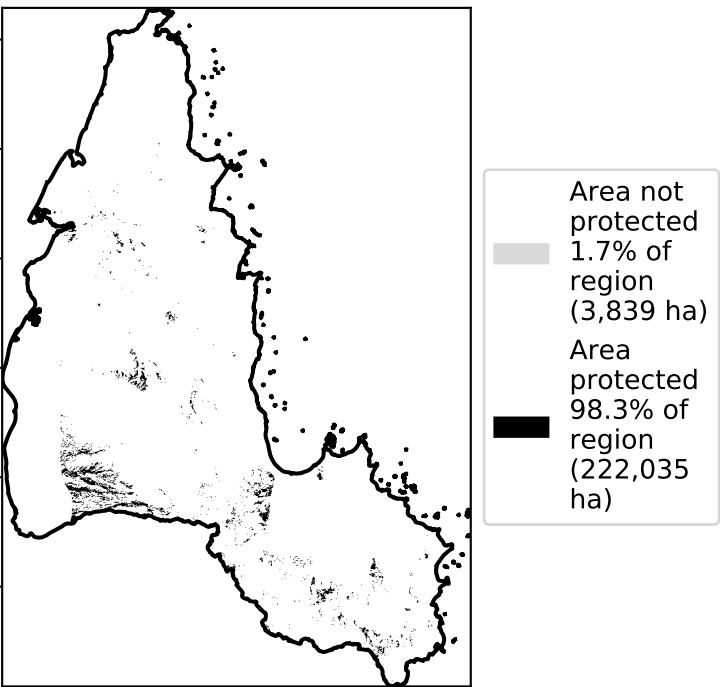 Area not
protected
1.7% of
region
(3,839 ha)
Area
protected
98.3% of
region
(222,035
ha)